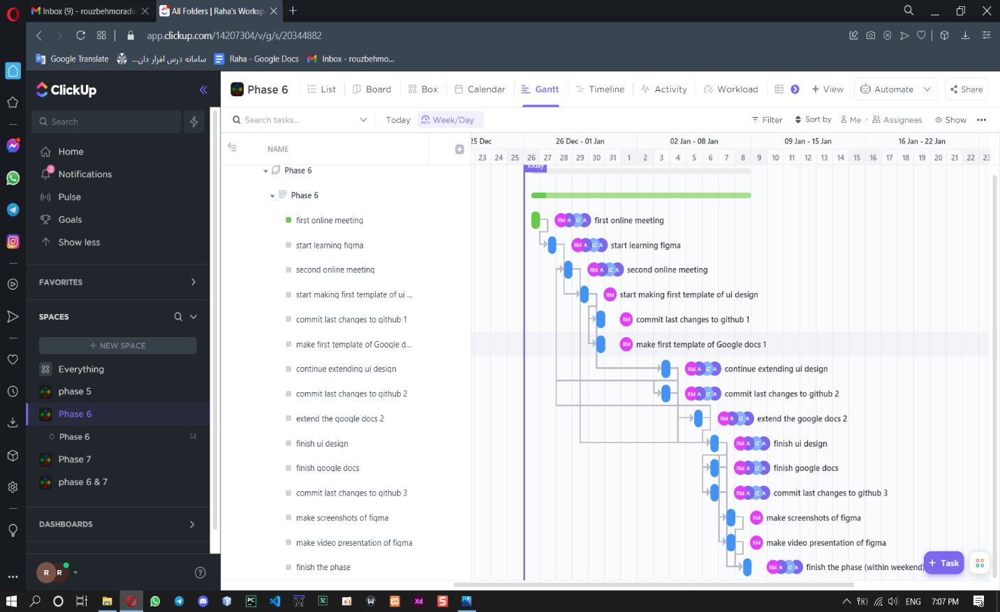 Inbox (9) - rouzbehmoradia
All Folders | Raha's Worksp
app.clickup.com/14207304/v/g/s/20344882
Google Translate
سامانه درس افزار دان...
Raha - Google Docs
Inbox - rouzbehmo...
ClickUp
Search
Home
2
Notifications
Pulse
Goals
Show less
FAVORITES
SPACES
+ NEW SPACE
Everything
phase 5
Phase 6
Phase 6 14
Phase 7
phase 6 & 7
DASHBOARDS
R R
Phase 6 List Board Box Calendar Gantt Timeline Activity Workload + View Automate Share
Search tasks... Today Week/Day Filter Sort by Me Assignees Show
NAME
25 Dec 26 Dec - 01 Jan 02 Jan - 08 Jan 09 Jan - 15 Jan 16 Jan - 22 Jan
23 24 25 26 27 28 29 30 31 1 2 3 4 5 6 7 8 9 10 11 12 13 14 15 16 17 18 19 20 21 22 23
Today
Phase 6
Phase 6
first online meeting RM A IZ A first online meeting
start learning figma RM A IZ A start learning figma
second online meeting RM A IZ A second online meeting
start making first template of ui ... RM start making first template of ui design
commit last changes to github 1 RM commit last changes to github 1
make first template of Google d... RM make first template of Google docs 1
continue extending ui design RM A IZ A continue extending ui design
commit last changes to github 2 RM A IZ A commit last changes to github 2
extend the google docs 2 RM A IZ A extend the google docs 2
finish ui design RM A IZ A finish ui design
finish google docs RM A IZ A finish google docs
commit last changes to github 3 RM A IZ A commit last changes to github 3
make screenshots of figma RM make screenshots of figma
make video presentation of figma RM make video presentation of figma
finish the phase RM A IZ A finish the phase (within weekend)
+ Task
ENG 7:07 PM